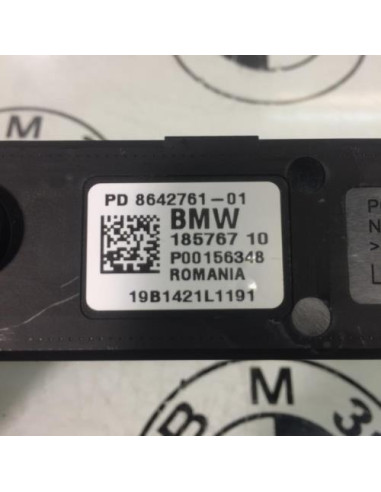 PD 8642761-01
BMW
185767 10
P00156348
ROMANIA
19B1421L1191
B M